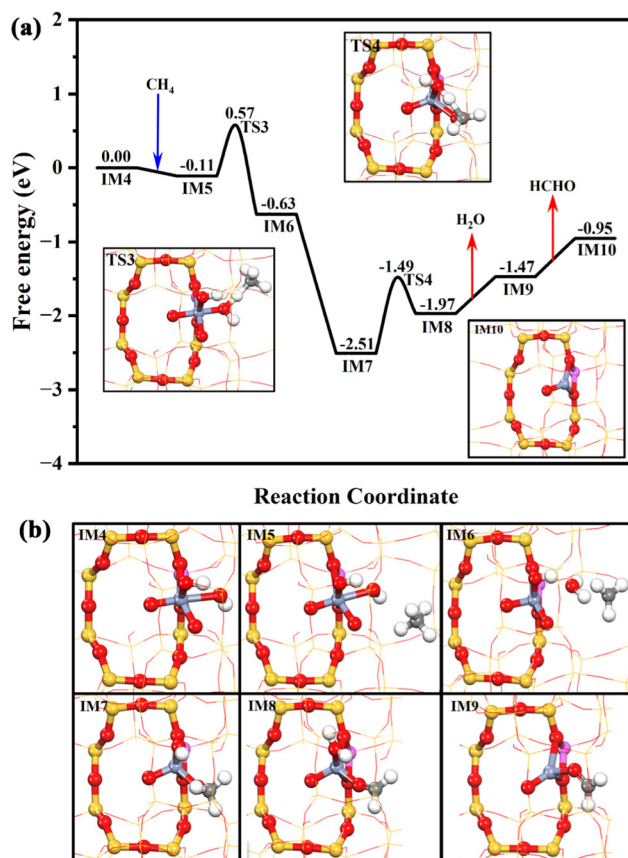 (a)
2
1
0
−1
−2
−3
−4
Free energy (eV)
Reaction Coordinate
CH4
0.00
IM4
-0.11
IM5
0.57
TS3
-0.63
IM6
-2.51
IM7
-1.49
TS4
-1.97
IM8
H2O
-1.47
IM9
HCHO
-0.95
IM10
TS4
TS3
IM10
(b)
IM4
IM5
IM6
IM7
IM8
IM9